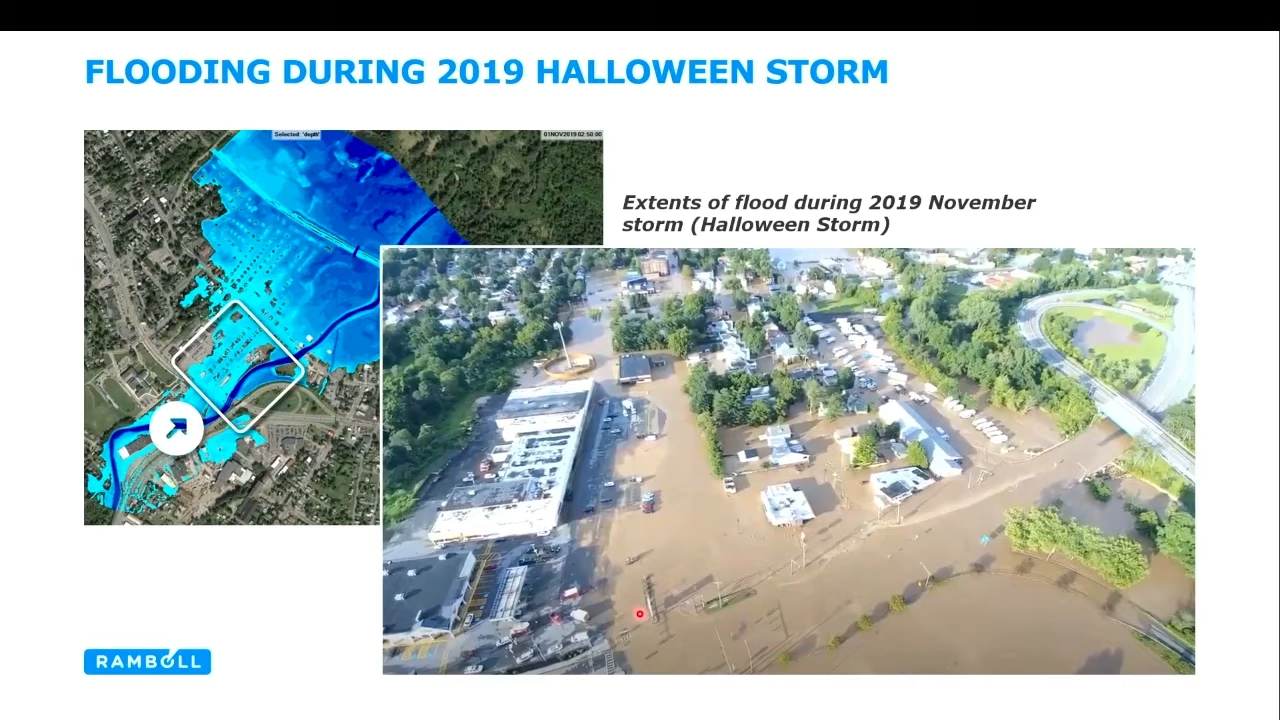 FLOODING DURING 2019 HALLOWEEN STORM
Selected: 'depth'
01NOV2019 02:50:00
Extents of flood during 2019 November
storm (Halloween Storm)
RAMBOLL